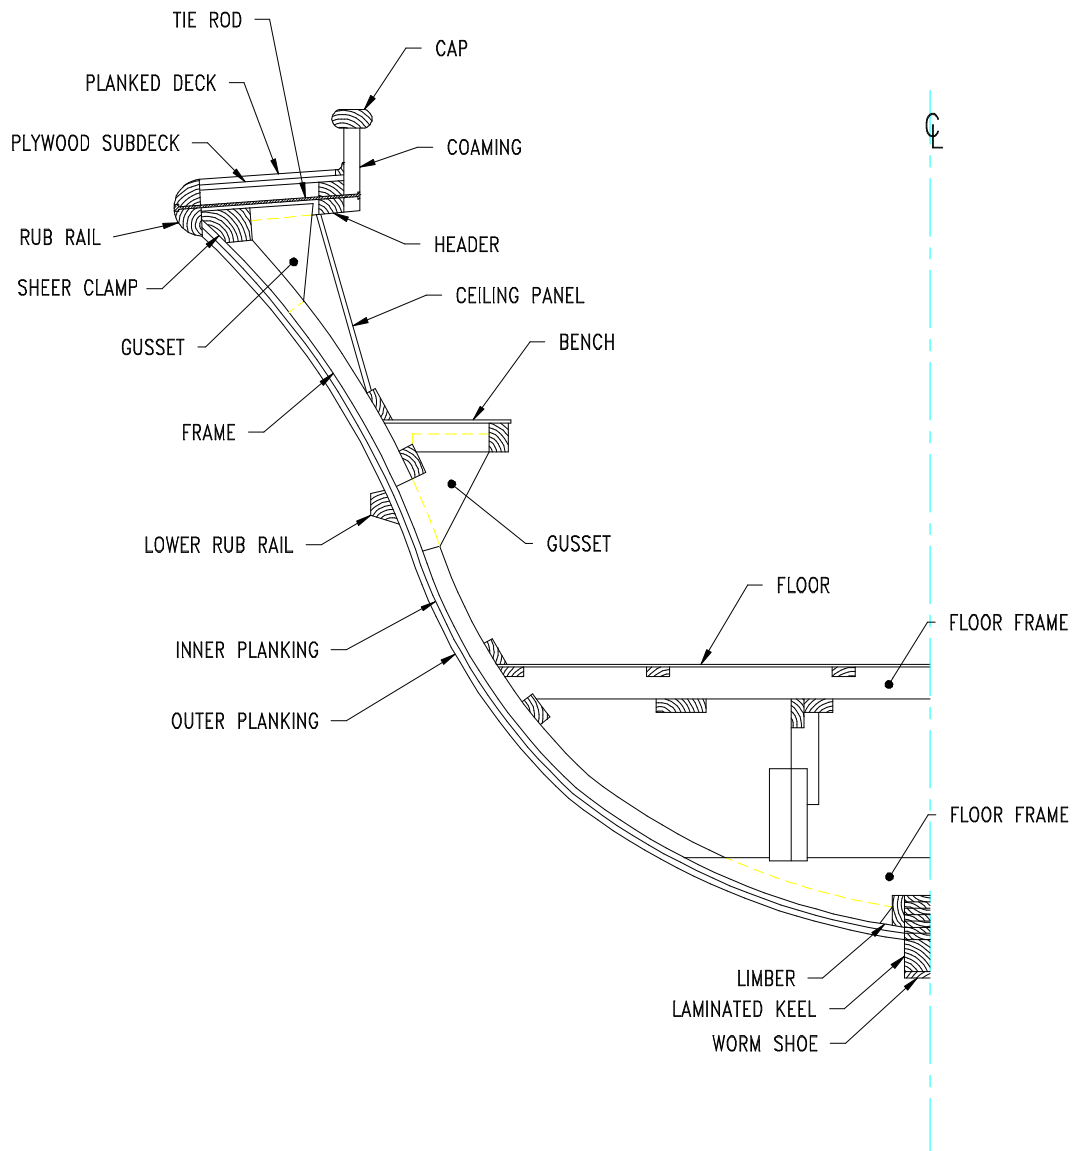 TIE ROD
CAP
PLANKED DECK
℄
PLYWOOD SUBDECK
COAMING
RUB RAIL
HEADER
SHEER CLAMP
CEILING PANEL
GUSSET
BENCH
FRAME
LOWER RUB RAIL
GUSSET
FLOOR
FLOOR FRAME
INNER PLANKING
OUTER PLANKING
FLOOR FRAME
LIMBER
LAMINATED KEEL
WORM SHOE